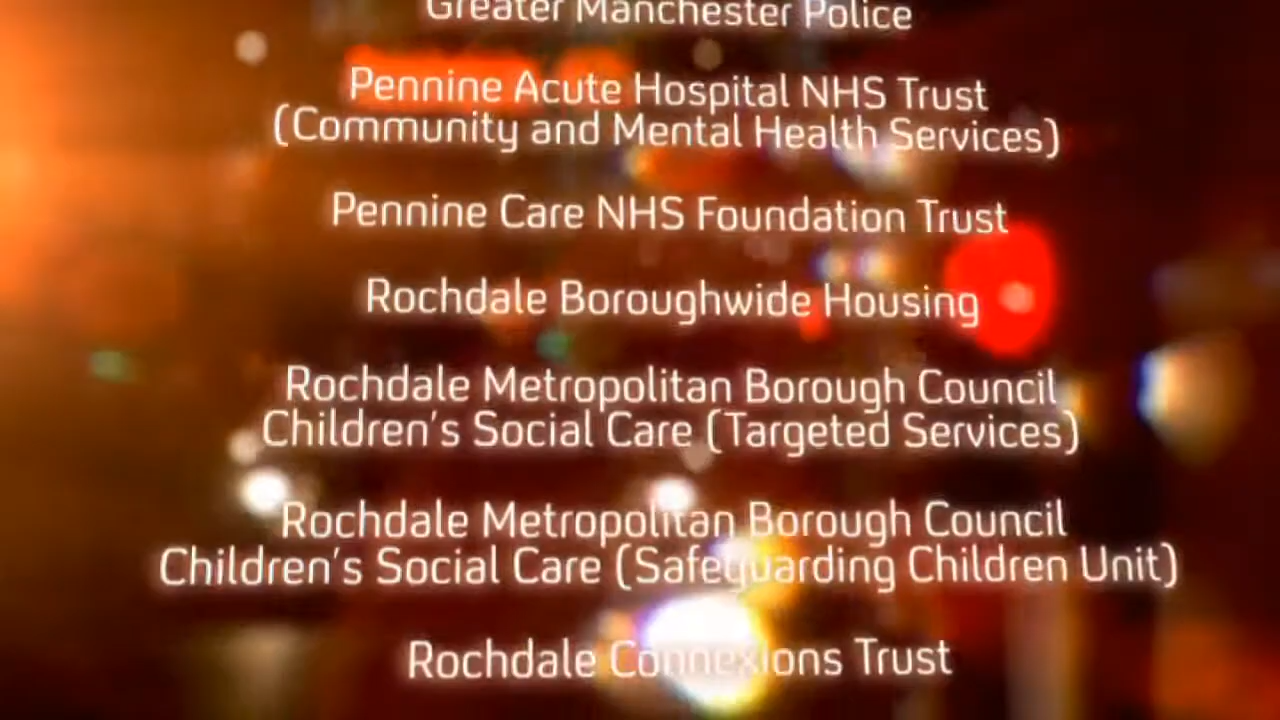 Greater Manchester Police
Pennine Acute Hospital NHS Trust
(Community and Mental Health Services)
Pennine Care NHS Foundation Trust
Rochdale Boroughwide Housing
Rochdale Metropolitan Borough Council
Children's Social Care (Targeted Services)
Rochdale Metropolitan Borough Council
Children's Social Care (Safeguarding Children Unit)
Rochdale Connexions Trust